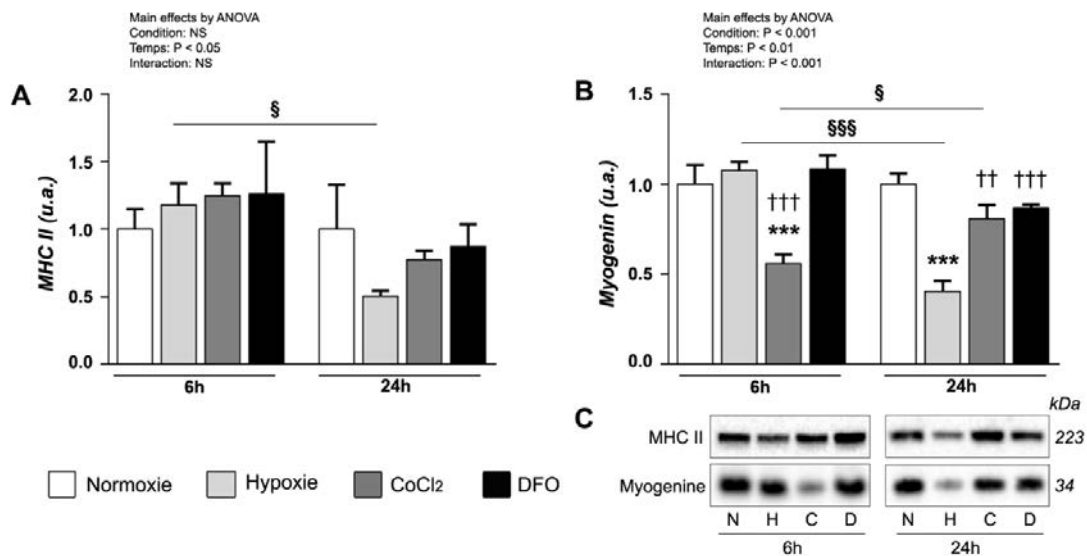 Main effects by ANOVA
Condition: NS
Temps: P < 0.05
Interaction: NS
A
MHC II (u.a.)
2.0
1.5
1.0
0.5
0.0
§
6h
24h
Main effects by ANOVA
Condition: P < 0.001
Temps: P < 0.01
Interaction: P < 0.001
B
Myogenin (u.a.)
1.5
1.0
0.5
0.0
§
§§§
†††
***
***
††
†††
6h
24h
Normoxie
Hypoxie
CoCl2
DFO
C
kDa
MHC II
223
Myogenine
34
N H C D N H C D
6h 24h